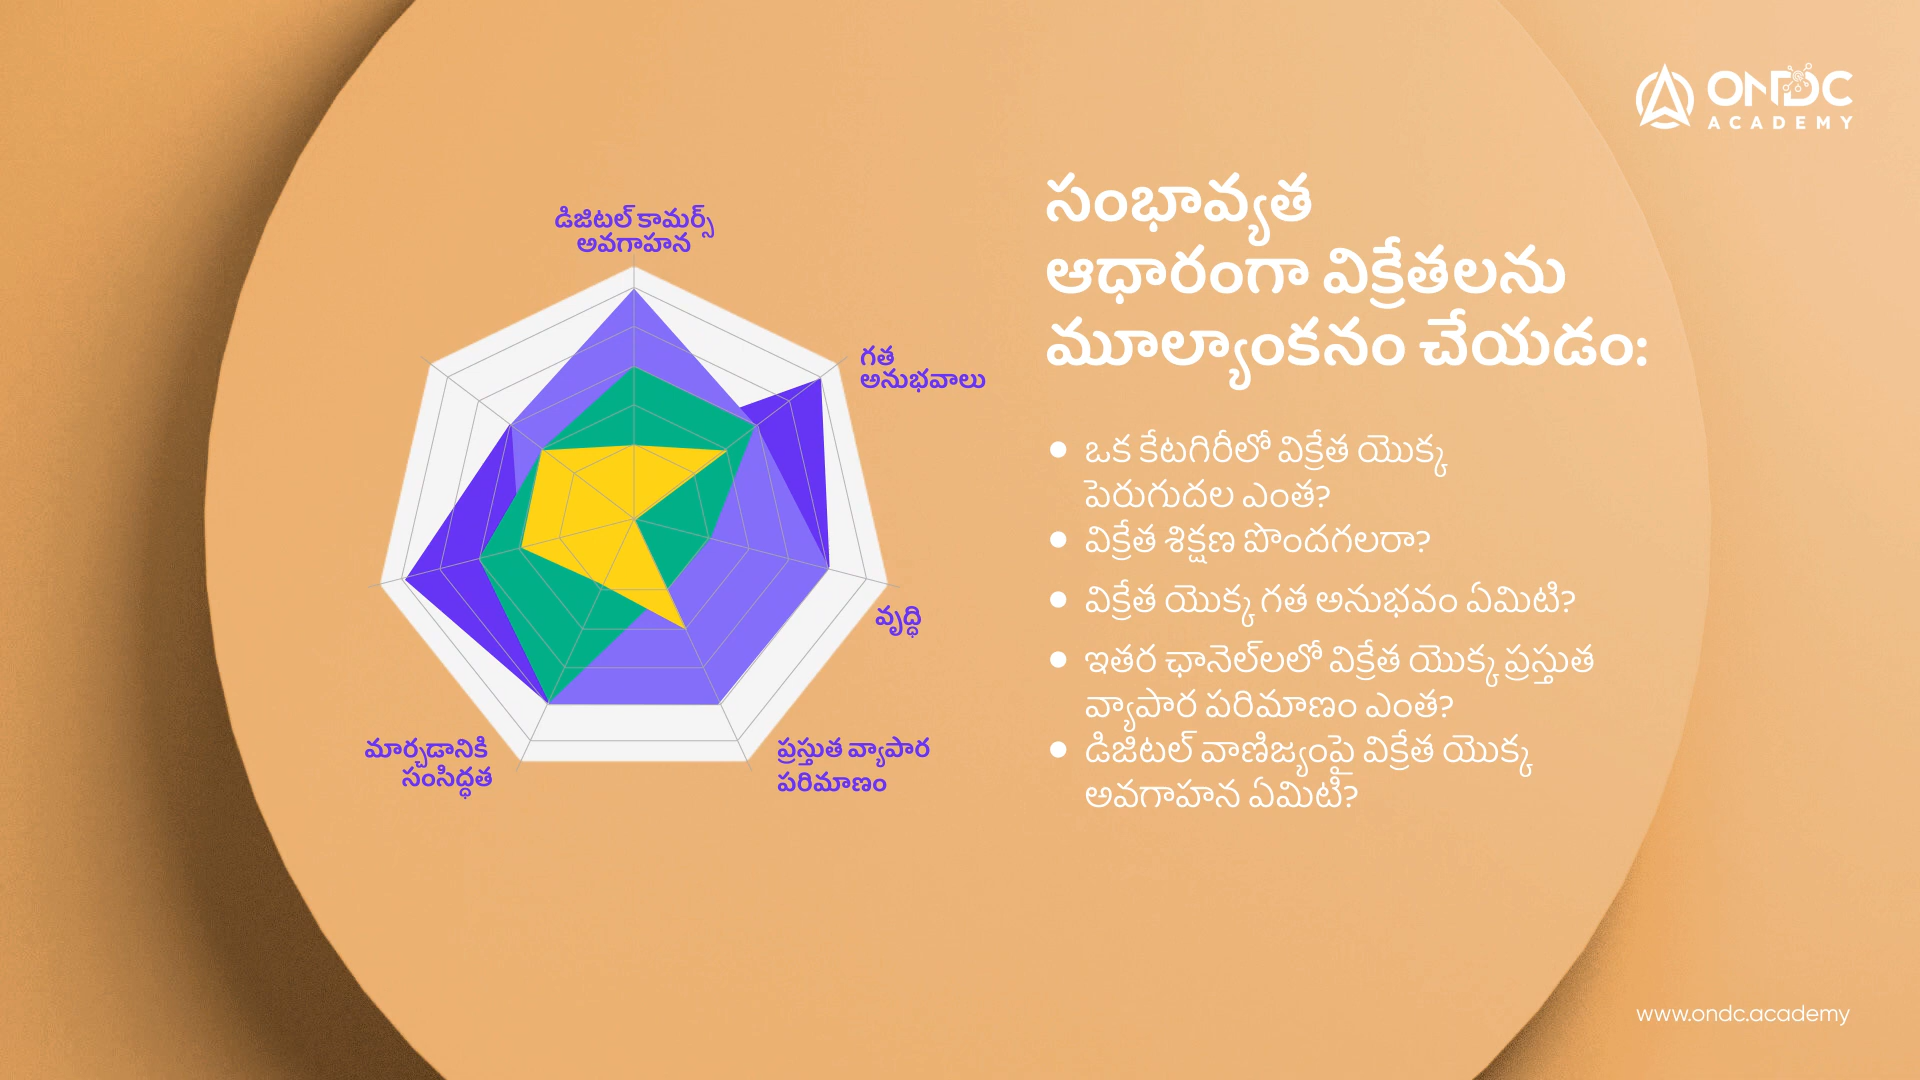 ONDC
ACADEMY
సంభావ్యత
ఆధారంగా విక్రేతలను
మూల్యాంకనం చేయడం:
డిజిటల్ కామర్స్
అవగాహన
గత
అనుభవాలు
వృద్ధి
ప్రస్తుత వ్యాపార
పరిమాణం
మార్చడానికి
సంసిద్ధత
• ఒక కేటగిరీలో విక్రేత యొక్క
పెరుగుదల ఎంత?
• విక్రేత శిక్షణ పొందగలరా?
• విక్రేత యొక్క గత అనుభవం ఏమిటి?
• ఇతర ఛానెల్‌లలో విక్రేత యొక్క ప్రస్తుత
వ్యాపార పరిమాణం ఎంత?
• డిజిటల్ వాణిజ్యంపై విక్రేత యొక్క
అవగాహన ఏమిటి?
www.ondc.academy